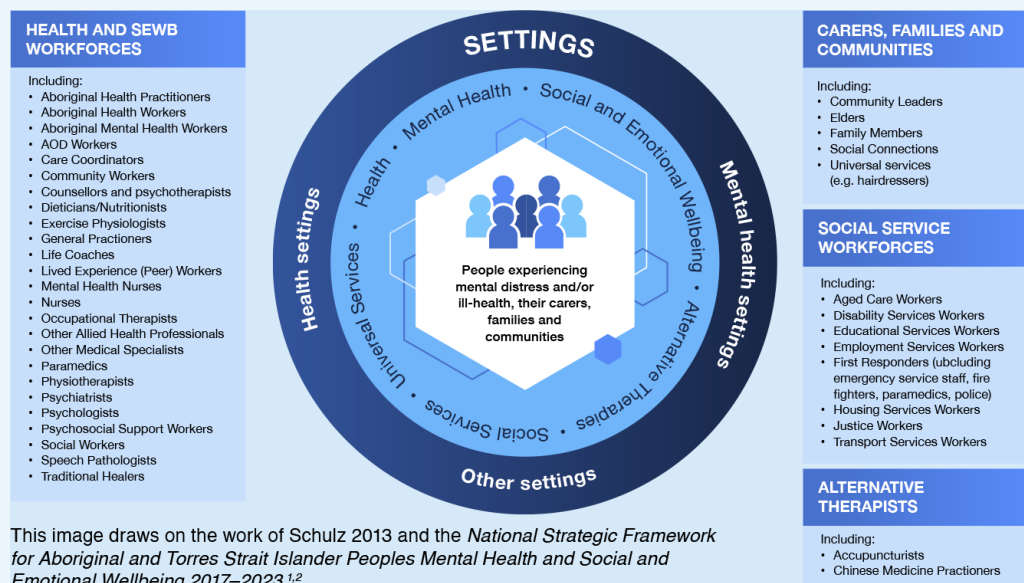 HEALTH AND SEWB
WORKFORCES
Including:
• Aboriginal Health Practitioners
• Aboriginal Health Workers
• Aboriginal Mental Health Workers
• AOD Workers
• Care Coordinators
• Community Workers
• Counsellors and psychotherapists
• Dieticians/Nutritionists
• Exercise Physiologists
• General Practioners
• Life Coaches
• Lived Experience (Peer) Workers
• Mental Health Nurses
• Nurses
• Occupational Therapists
• Other Allied Health Professionals
• Other Medical Specialists
• Paramedics
• Physiotherapists
• Psychiatrists
• Psychologists
• Psychosocial Support Workers
• Social Workers
• Speech Pathologists
• Traditional Healers
SETTINGS
Health settings
Mental health settings
Other settings
Health • Mental Health • Social and Emotional Wellbeing • Alternative Therapies • Social Services • Universal Services •
People experiencing
mental distress and/or
ill-health, their carers,
families and
communities
CARERS, FAMILIES AND
COMMUNITIES
Including:
• Community Leaders
• Elders
• Family Members
• Social Connections
• Universal services
(e.g. hairdressers)
SOCIAL SERVICE
WORKFORCES
Including:
• Aged Care Workers
• Disability Services Workers
• Educational Services Workers
• Employment Services Workers
• First Responders (ubcluding
emergency service staff, fire
fighters, paramedics, police)
• Housing Services Workers
• Justice Workers
• Transport Services Workers
ALTERNATIVE
THERAPISTS
Including:
• Accupuncturists
• Chinese Medicine Practioners
This image draws on the work of Schulz 2013 and the National Strategic Framework
for Aboriginal and Torres Strait Islander Peoples Mental Health and Social and
Emotional Wellbeing 2017–2023.1,2